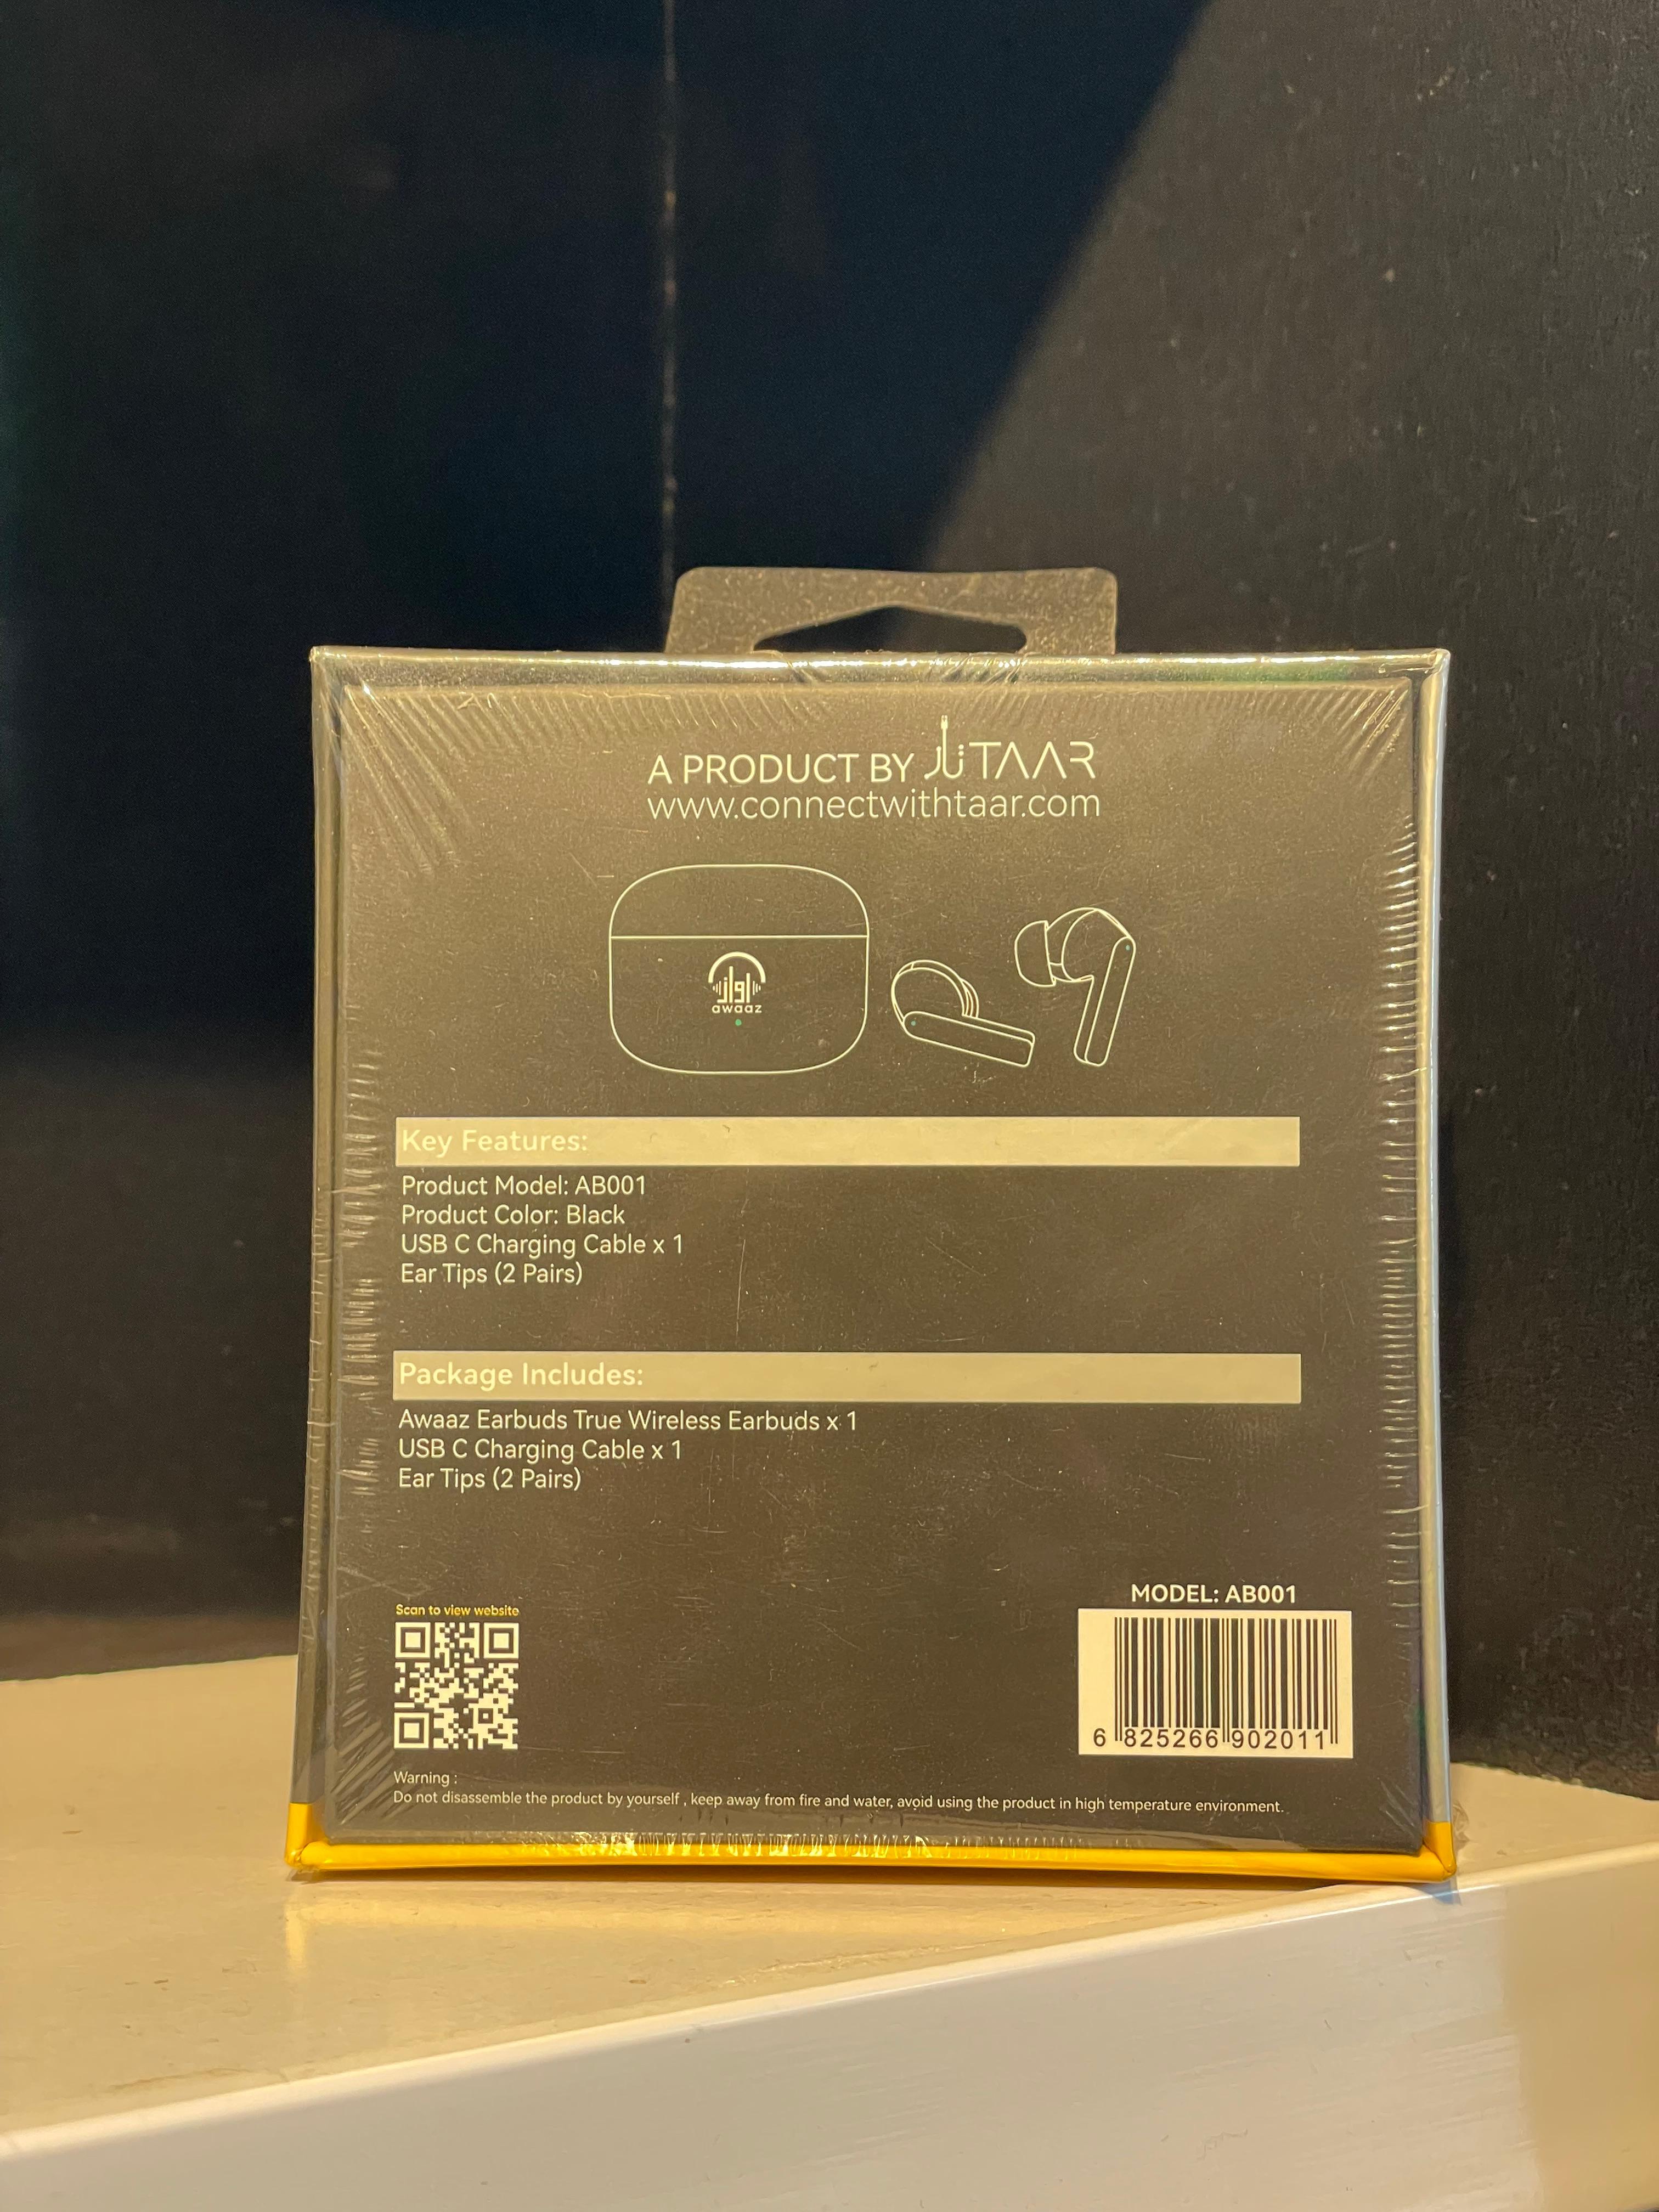 A PRODUCT BY تار TAAR
www.connectwithtaar.com
آواز
awaaz
Key Features:
Product Model: AB001
Product Color: Black
USB C Charging Cable x 1
Ear Tips (2 Pairs)
Package Includes:
Awaaz Earbuds True Wireless Earbuds x 1
USB C Charging Cable x 1
Ear Tips (2 Pairs)
Scan to view website
MODEL: AB001
6 825266 902011
Warning :
Do not disassemble the product by yourself , keep away from fire and water, avoid using the product in high temperature environment.